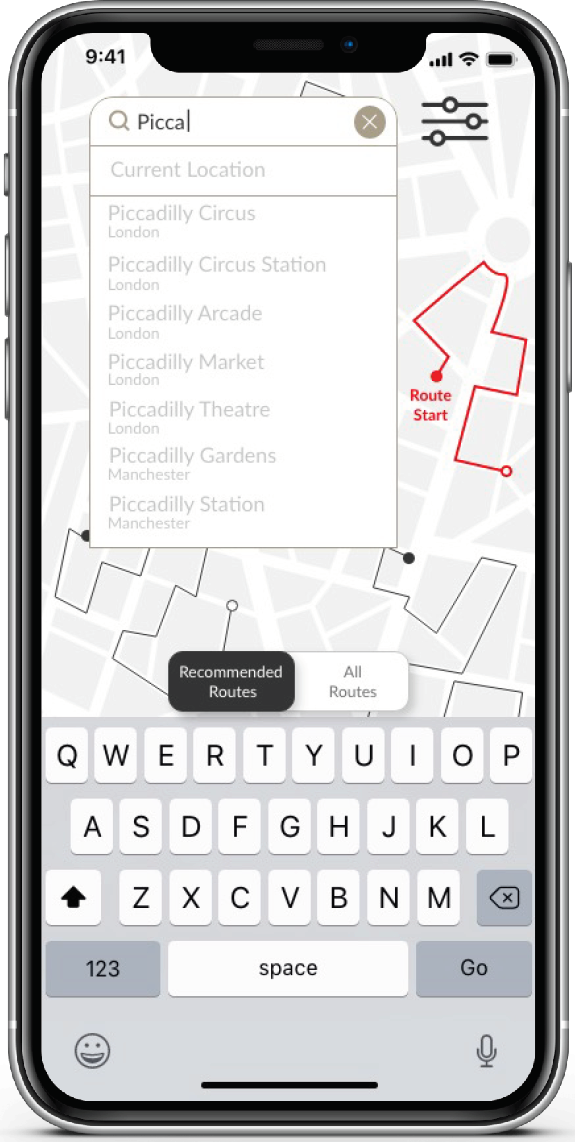 9:41
Picca
Current Location
Piccadilly Circus
London
Piccadilly Circus Station
London
Piccadilly Arcade
London
Piccadilly Market
London
Piccadilly Theatre
London
Piccadilly Gardens
Manchester
Piccadilly Station
Manchester
Route
Start
Recommended
Routes
All
Routes
Q W E R T Y U I O P
A S D F G H J K L
Z X C V B N M
123 space Go